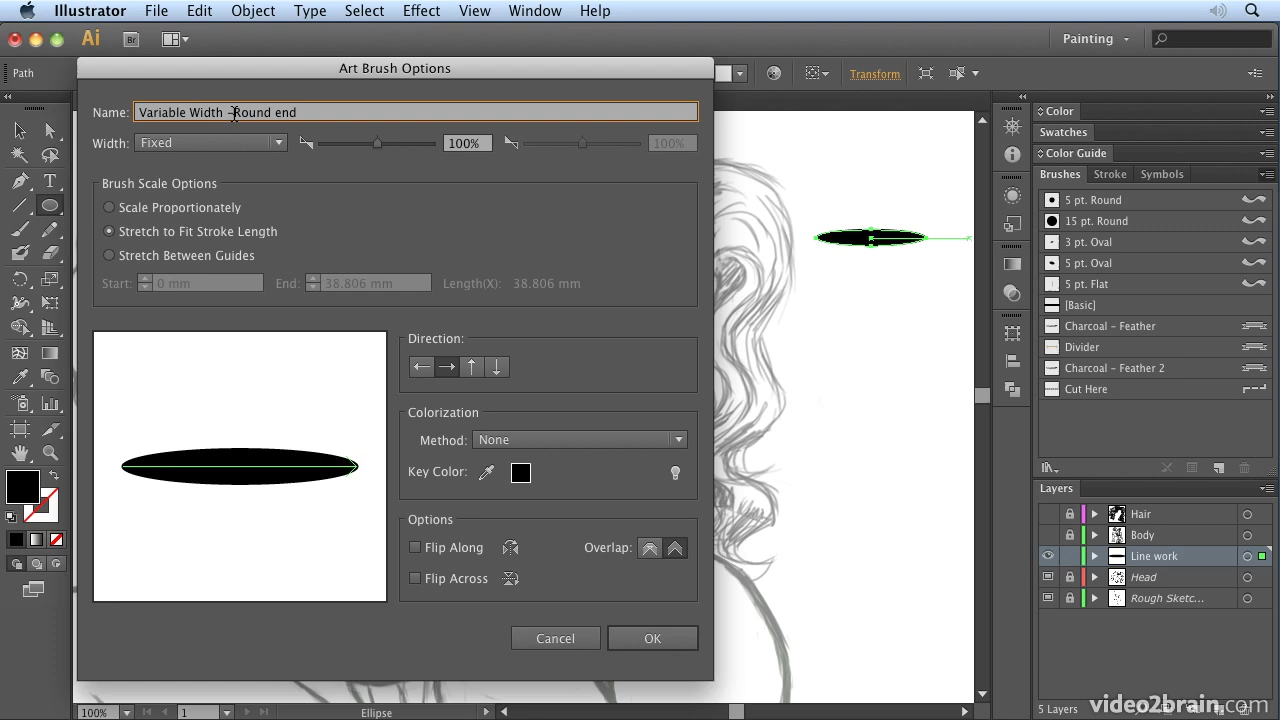 Illustrator File Edit Object Type Select Effect View Window Help
Ai Br Painting
Path Transform
Art Brush Options
Name: Variable Width -Round end
Width: Fixed 100% 100%
Brush Scale Options
Scale Proportionately
Stretch to Fit Stroke Length
Stretch Between Guides
Start: 0 mm End: 38.806 mm Length(X): 38.806 mm
Direction:
Colorization
Method: None
Key Color:
Options
Flip Along Overlap:
Flip Across
Cancel OK
Color
Swatches
Color Guide
Brushes Stroke Symbols
5 pt. Round
15 pt. Round
3 pt. Oval
5 pt. Oval
5 pt. Flat
[Basic]
Charcoal - Feather
Divider
Charcoal - Feather 2
Cut Here
Layers
Hair
Body
Line work
Head
Rough Sketc...
5 Layers
100% 1 Ellipse
video2brain.com